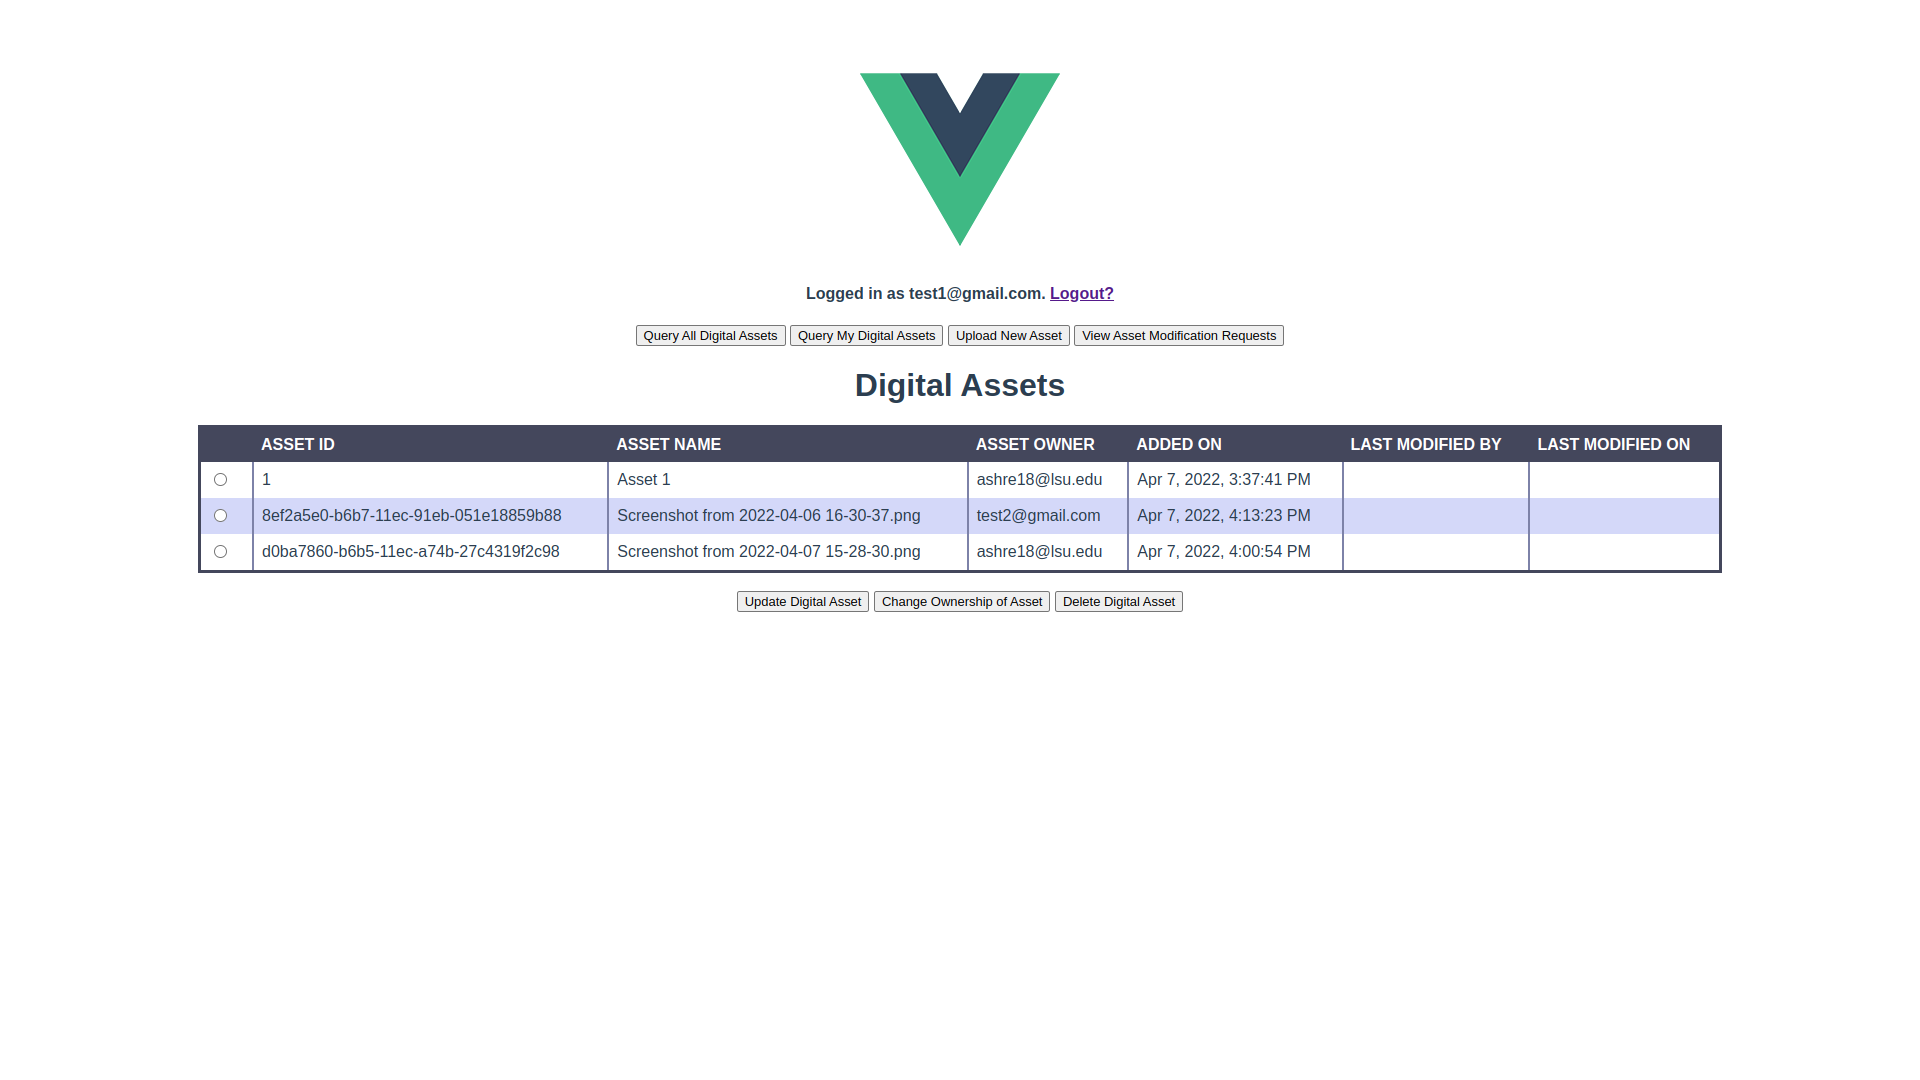 Logged in as test1@gmail.com. Logout?
Query All Digital Assets Query My Digital Assets Upload New Asset View Asset Modification Requests
Digital Assets
ASSET ID ASSET NAME ASSET OWNER ADDED ON LAST MODIFIED BY LAST MODIFIED ON
1 Asset 1 ashre18@lsu.edu Apr 7, 2022, 3:37:41 PM
8ef2a5e0-b6b7-11ec-91eb-051e18859b88 Screenshot from 2022-04-06 16-30-37.png test2@gmail.com Apr 7, 2022, 4:13:23 PM
d0ba7860-b6b5-11ec-a74b-27c4319f2c98 Screenshot from 2022-04-07 15-28-30.png ashre18@lsu.edu Apr 7, 2022, 4:00:54 PM
Update Digital Asset Change Ownership of Asset Delete Digital Asset